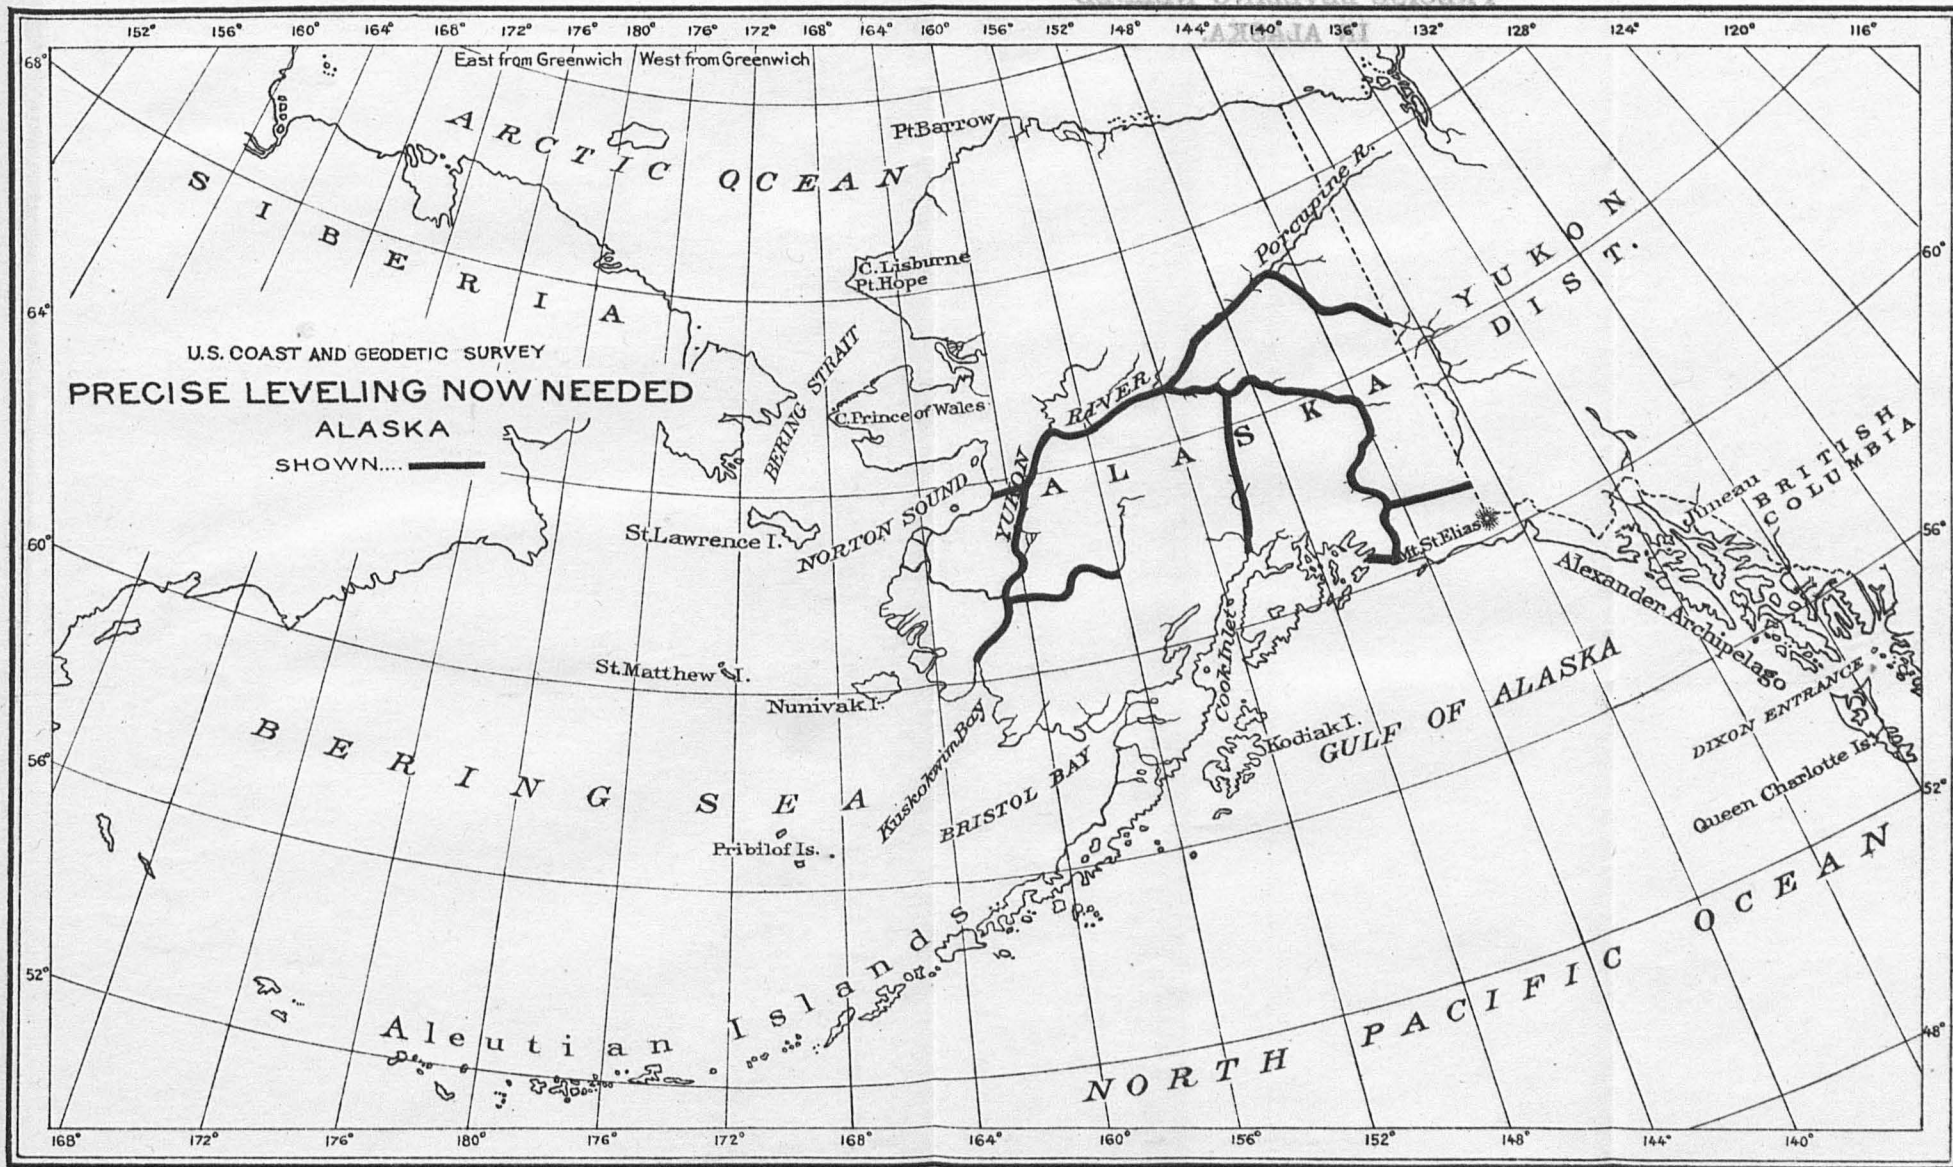 152° 156° 160° 164° 168° 172° 176° 180° 176° 172° 168° 164° 160° 156° 152° 148° 144° 140° 136° 132° 128° 124° 120° 116°
East from Greenwich West from Greenwich
68°
64°
60°
56°
52°
60°
56°
52°
48°
ARCTIC OCEAN
Pt. Barrow
SIBERIA
C. Lisburne
Pt. Hope
Porcupine R.
YUKON
DIST.
U.S. COAST AND GEODETIC SURVEY
PRECISE LEVELING NOW NEEDED
ALASKA
SHOWN....
BERING STRAIT
C. Prince of Wales
YUKON RIVER
ALASKA
NORTON SOUND
St. Lawrence I.
Mt. St. Elias
Juneau
BRITISH
COLUMBIA
Alexander Archipelago
St. Matthew I.
Nunivak I.
Cook Inlet
Kodiak I.
GULF OF ALASKA
DIXON ENTRANCE
Queen Charlotte Is.
BERING SEA
Kuskokwim Bay
BRISTOL BAY
Pribilof Is.
Aleutian Islands
NORTH PACIFIC OCEAN
168° 172° 176° 180° 176° 172° 168° 164° 160° 156° 152° 148° 144° 140°